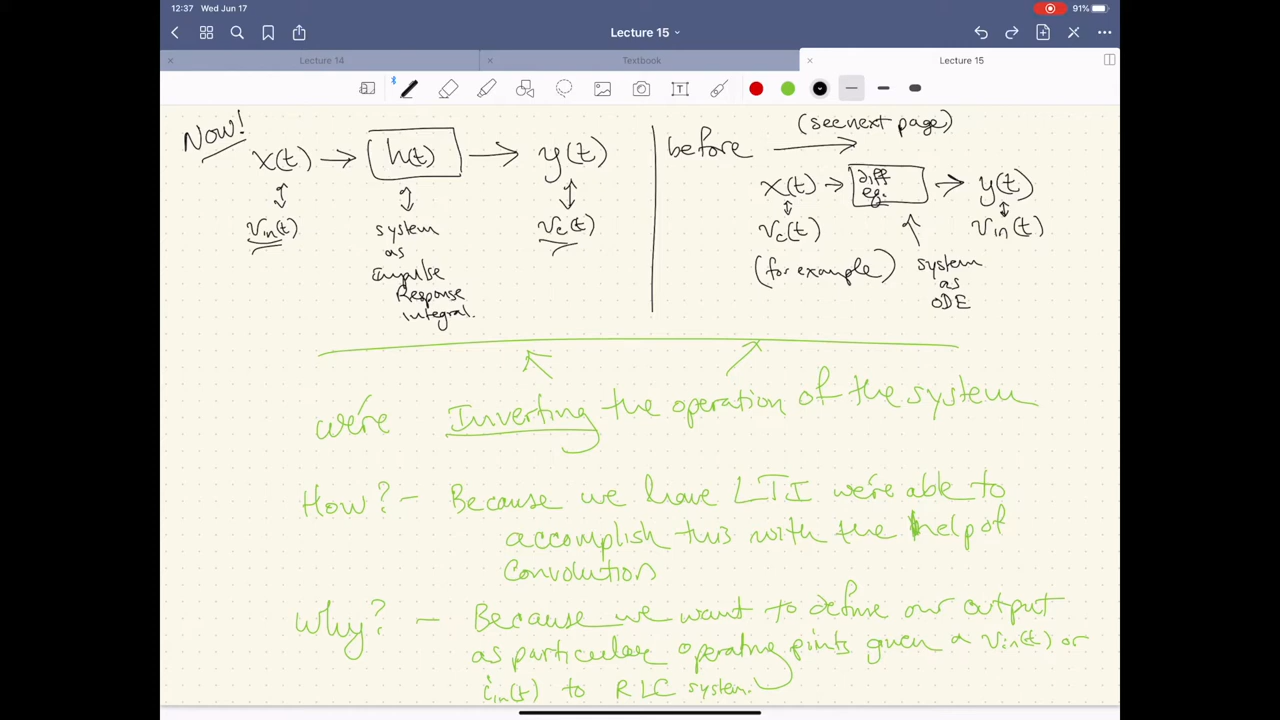 12:37 Wed Jun 17
91%
Lecture 15
Lecture 14
Textbook
Lecture 15
Now!
x(t) → h(t) → y(t)
vin(t)
system
as
Impulse
Response
Integral.
vc(t)
before
(see next page)
x(t) → diff
eq. → y(t)
vc(t)
vin(t)
(for example)
system
as
ODE
we're Inverting the operation of the system
How? - Because we have LTI we're able to
accomplish this with the help of
Convolution
Why? - Because we want to define our output
as particular operating points given a vin(t) or
iin(t) to RLC system.